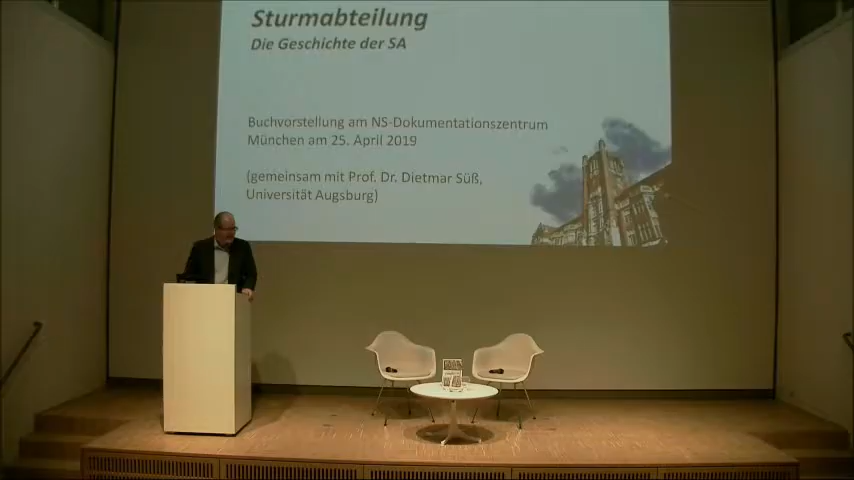 Sturmabteilung
Die Geschichte der SA
Buchvorstellung am NS-Dokumentationszentrum
München am 25. April 2019
(gemeinsam mit Prof. Dr. Dietmar Süß,
Universität Augsburg)